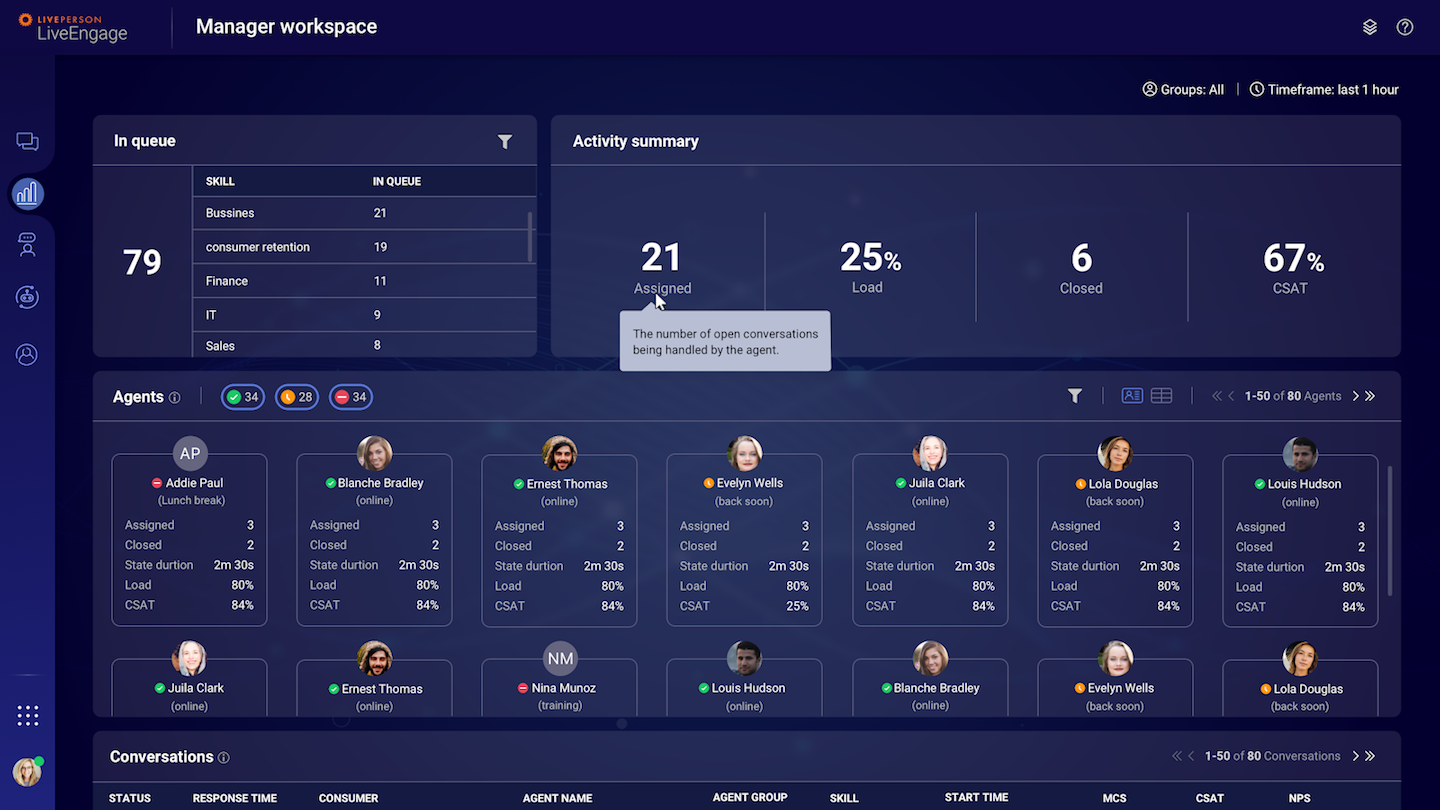 LIVEPERSON
LiveEngage
Manager workspace
Groups: All | Timeframe: last 1 hour
In queue
79
SKILL IN QUEUE
Bussines 21
consumer retention 19
Finance 11
IT 9
Sales 8
Activity summary
21 25% 6 67%
Assigned Load Closed CSAT
The number of open conversations
being handled by the agent.
Agents 34 28 34 1-50 of 80 Agents
AP
Addie Paul
(Lunch break)
Assigned 3
Closed 2
State durtion 2m 30s
Load 80%
CSAT 84%
Blanche Bradley
(online)
Assigned 3
Closed 2
State durtion 2m 30s
Load 80%
CSAT 84%
Ernest Thomas
(online)
Assigned 3
Closed 2
State durtion 2m 30s
Load 80%
CSAT 84%
Evelyn Wells
(back soon)
Assigned 3
Closed 2
State durtion 2m 30s
Load 80%
CSAT 25%
Juila Clark
(online)
Assigned 3
Closed 2
State durtion 2m 30s
Load 80%
CSAT 84%
Lola Douglas
(back soon)
Assigned 3
Closed 2
State durtion 2m 30s
Load 80%
CSAT 84%
Louis Hudson
(online)
Assigned 3
Closed 2
State durtion 2m 30s
Load 80%
CSAT 84%
Juila Clark
(online)
Ernest Thomas
(online)
NM
Nina Munoz
(training)
Louis Hudson
(online)
Blanche Bradley
(online)
Evelyn Wells
(back soon)
Lola Douglas
(back soon)
Conversations 1-50 of 80 Conversations
STATUS RESPONSE TIME CONSUMER AGENT NAME AGENT GROUP SKILL START TIME MCS CSAT NPS